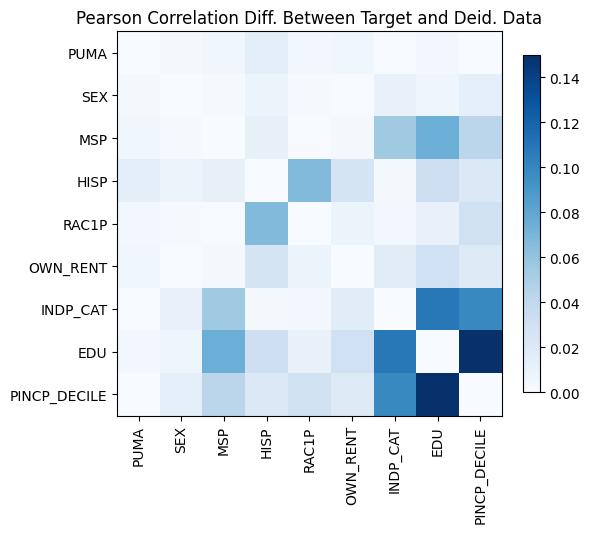 Pearson Correlation Diff. Between Target and Deid. Data
PUMA
SEX
MSP
HISP
RAC1P
OWN_RENT
INDP_CAT
EDU
PINCP_DECILE
PUMA
SEX
MSP
HISP
RAC1P
OWN_RENT
INDP_CAT
EDU
PINCP_DECILE
0.14
0.12
0.10
0.08
0.06
0.04
0.02
0.00